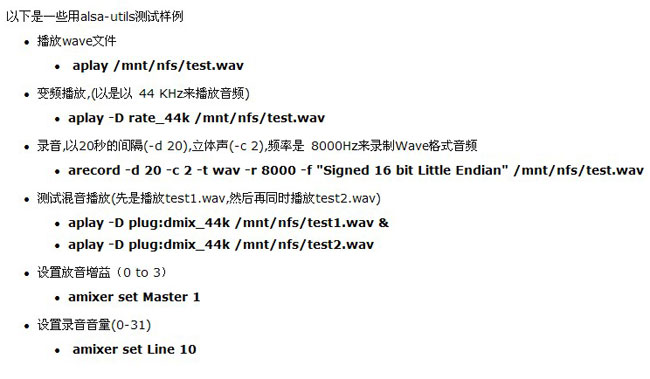 以下是一些用alsa-utils测试样例
播放wave文件
aplay /mnt/nfs/test.wav
变频播放,(以是以 44 KHz来播放音频)
aplay -D rate_44k /mnt/nfs/test.wav
录音,以20秒的间隔(-d 20),立体声(-c 2),频率是 8000Hz来录制Wave格式音频
arecord -d 20 -c 2 -t wav -r 8000 -f "Signed 16 bit Little Endian" /mnt/nfs/test.wav
测试混音播放(先是播放test1.wav,然后再同时播放test2.wav)
aplay -D plug:dmix_44k /mnt/nfs/test1.wav &
aplay -D plug:dmix_44k /mnt/nfs/test2.wav
设置放音增益（0 to 3）
amixer set Master 1
设置录音音量(0-31)
amixer set Line 10